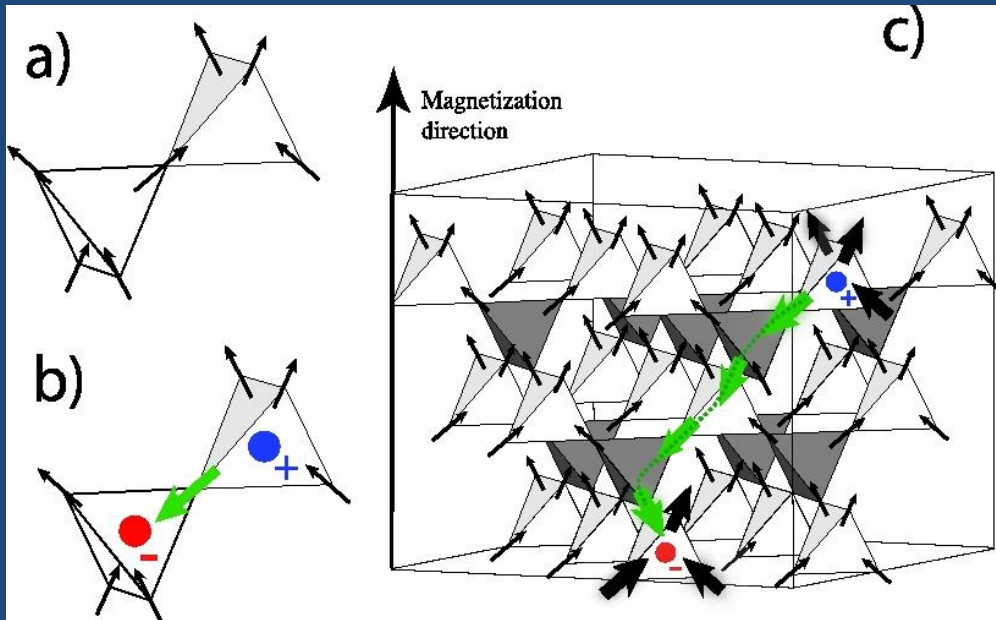 a)
c)
Magnetization
direction
+
b)
+
-
-